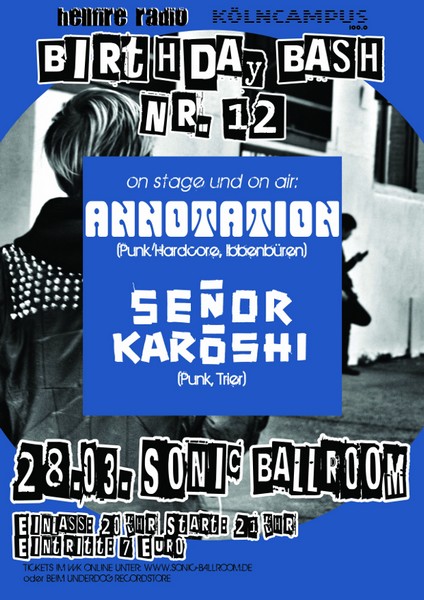 hellfire radio KÖLNCAMPUS
100.0
BIRTHDAy BASH
NR. 12
on stage und on air:
ANNOTATION
(Punk/Hardcore, Ibbenbüren)
SEÑOR
KARŌSHI
(Punk, Trier)
28.03. SONIC BALLROOM
EINLASS: 20 UHR START: 21 UHR
EINTRITT: 7 EURO
TICKETS IM VVK ONLINE UNTER: WWW.SONIC-BALLROOM.DE
oder BEIM UNDERDOG RECORDSTORE